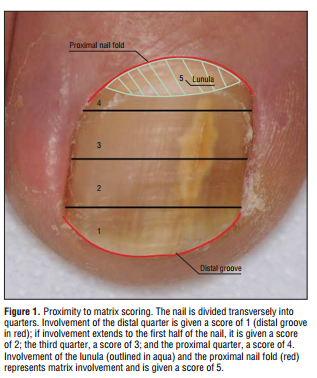 Proximal nail fold
5 Lunula
4
3
2
1
Distal groove
Figure 1. Proximity to matrix scoring. The nail is divided transversely into
quarters. Involvement of the distal quarter is given a score of 1 (distal groove
in red); if involvement extends to the first half of the nail, it is given a score
of 2; the third quarter, a score of 3; and the proximal quarter, a score of 4.
Involvement of the lunula (outlined in aqua) and the proximal nail fold (red)
represents matrix involvement and is given a score of 5.